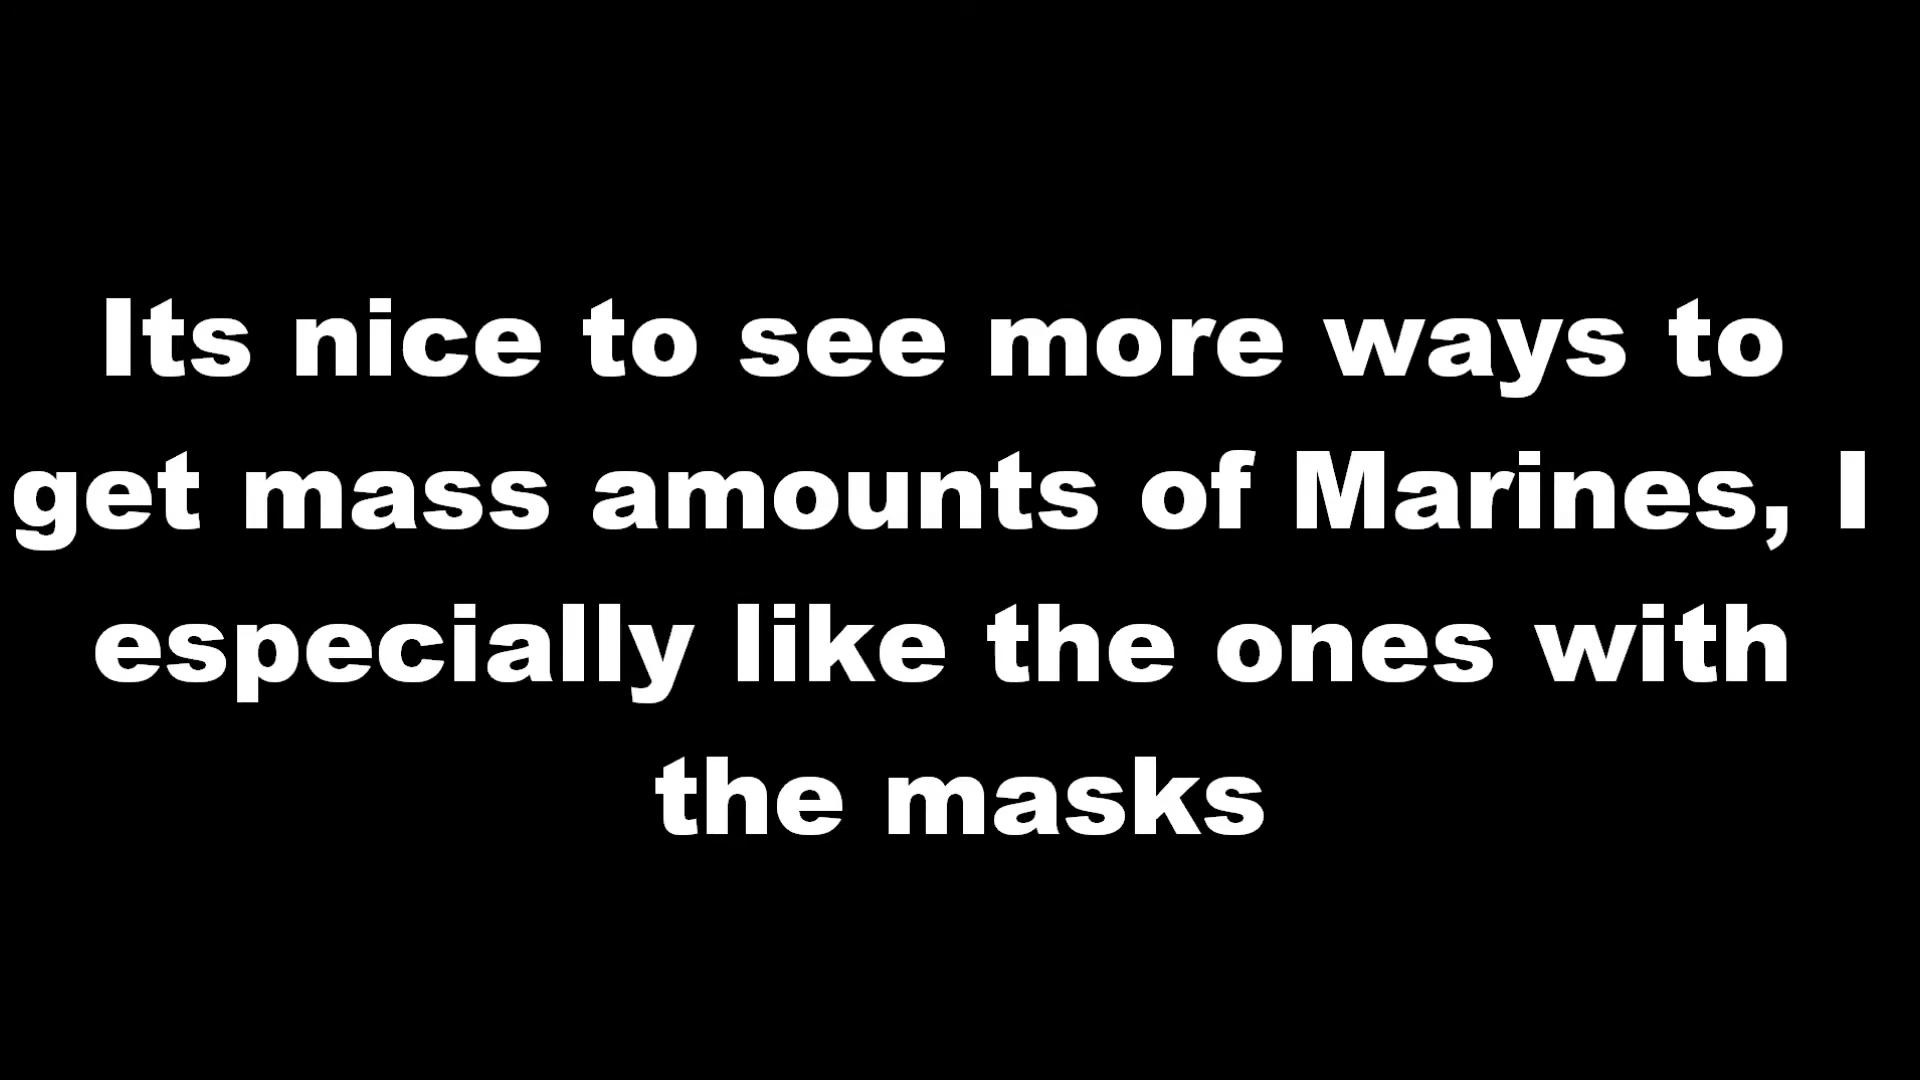 Its nice to see more ways to
get mass amounts of Marines, I
especially like the ones with
the masks